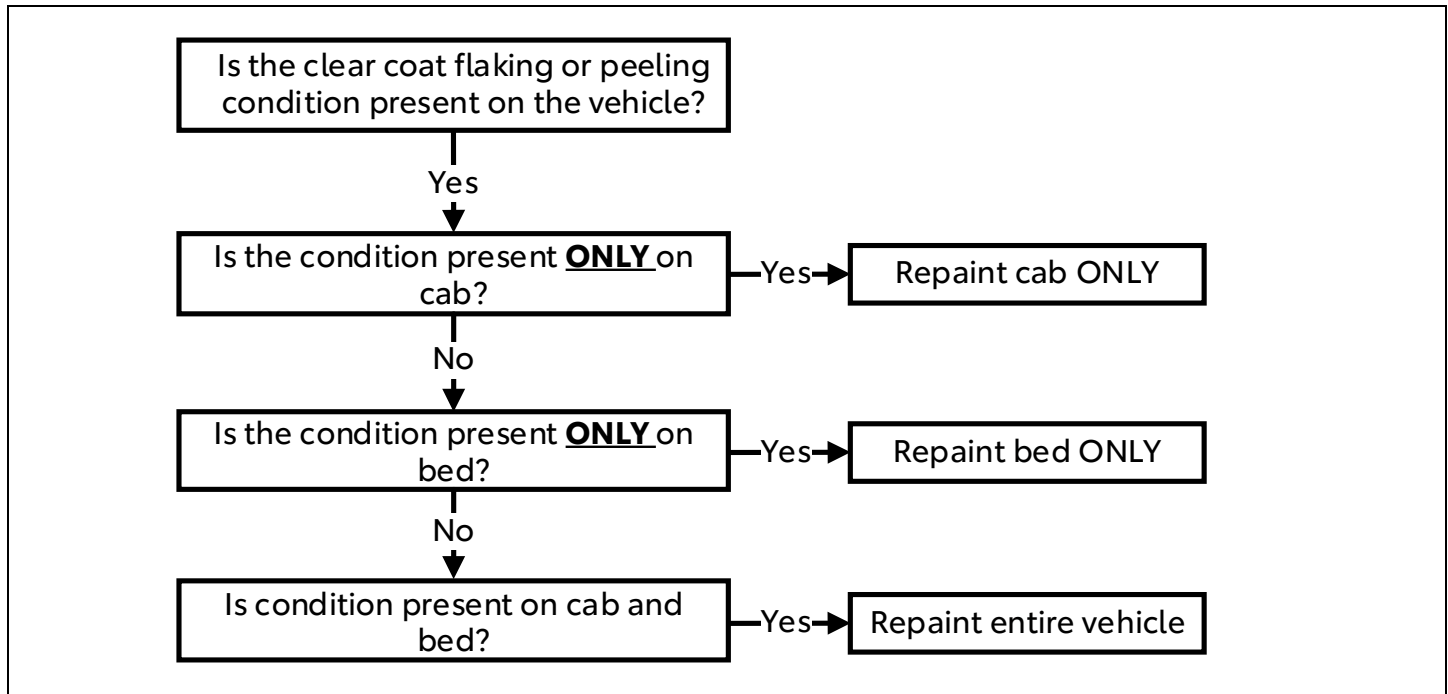 Is the clear coat flaking or peeling
condition present on the vehicle?
Yes
Is the condition present ONLY on
cab?
Yes
Repaint cab ONLY
No
Is the condition present ONLY on
bed?
Yes
Repaint bed ONLY
No
Is condition present on cab and
bed?
Yes
Repaint entire vehicle